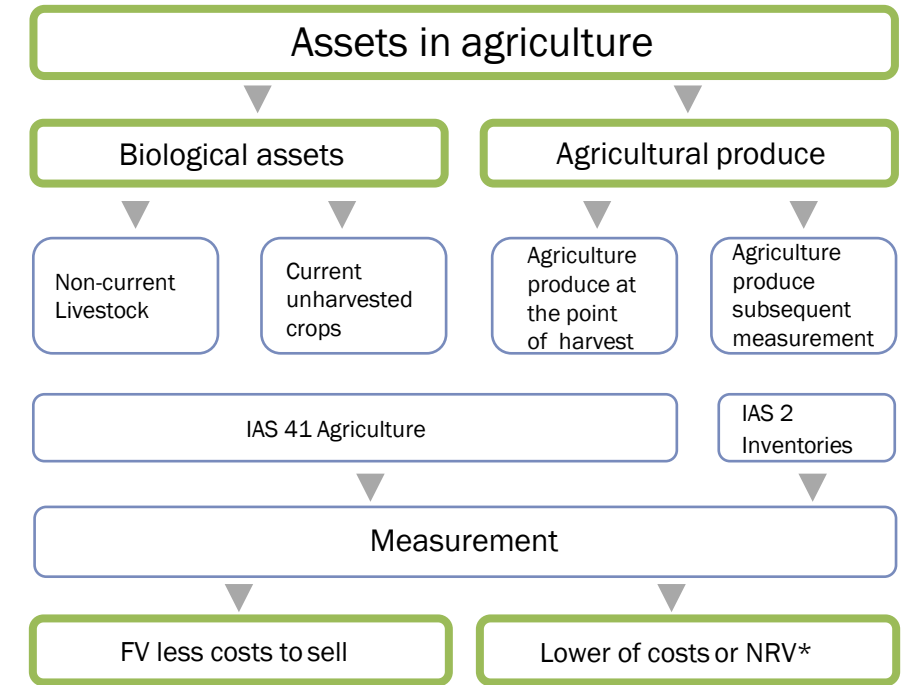 Assets in agriculture
Biological assets
Agricultural produce
Non-current
Livestock
Current
unharvested
crops
Agriculture
produce at
the point
of harvest
Agriculture
produce
subsequent
measurement
IAS 41 Agriculture
IAS 2
Inventories
Measurement
FV less costs to sell
Lower of costs or NRV*